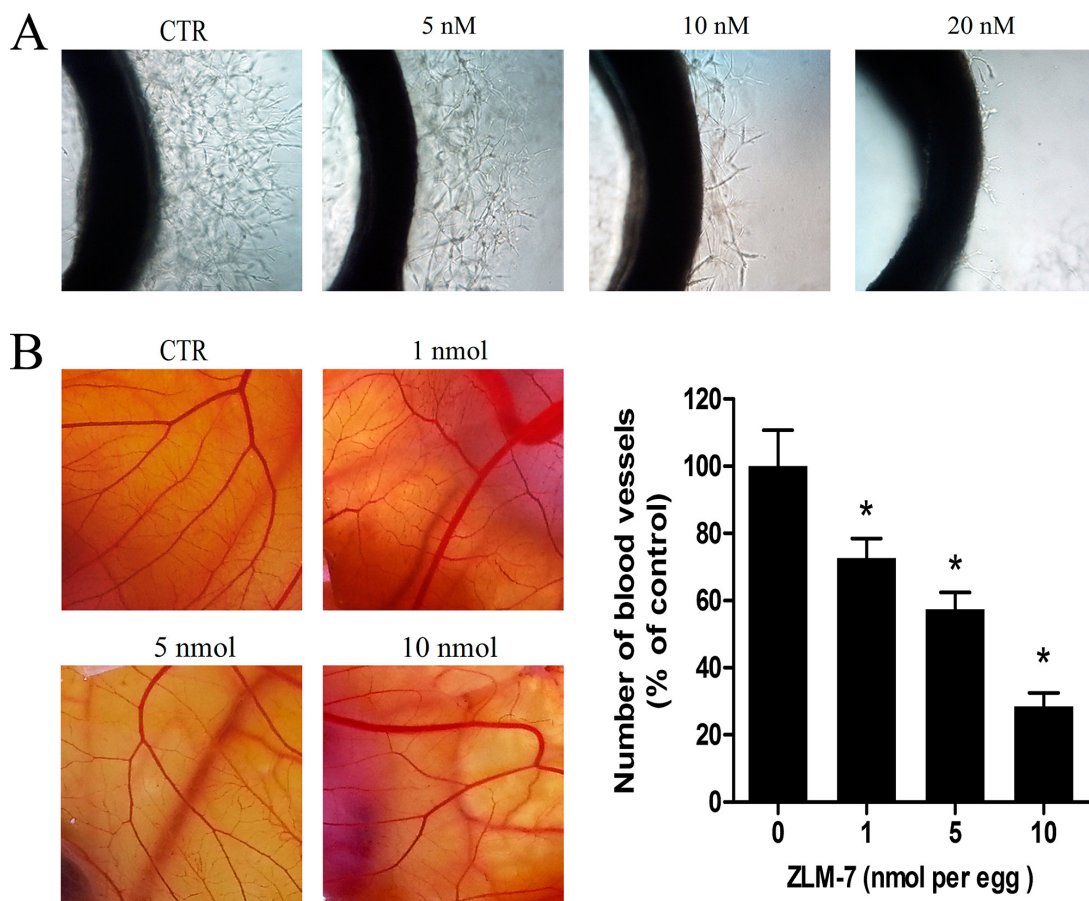 A
CTR
5 nM
10 nM
20 nM
B
CTR
1 nmol
5 nmol
10 nmol
Number of blood vessels
(% of control)
120
100
80
60
40
20
0
*
*
*
0
1
5
10
ZLM-7 (nmol per egg )